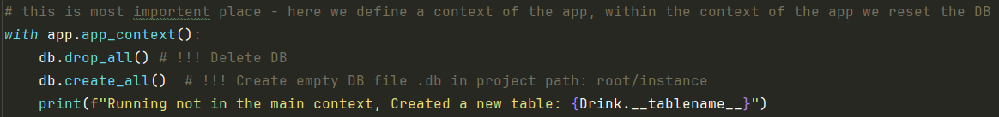 # this is most importent place - here we define a context of the app, within the context of the app we reset the DB
with app.app_context():
    db.drop_all() # !!! Delete DB
    db.create_all()  # !!! Create empty DB file .db in project path: root/instance
    print(f"Running not in the main context, Created a new table: {Drink.__tablename__}")